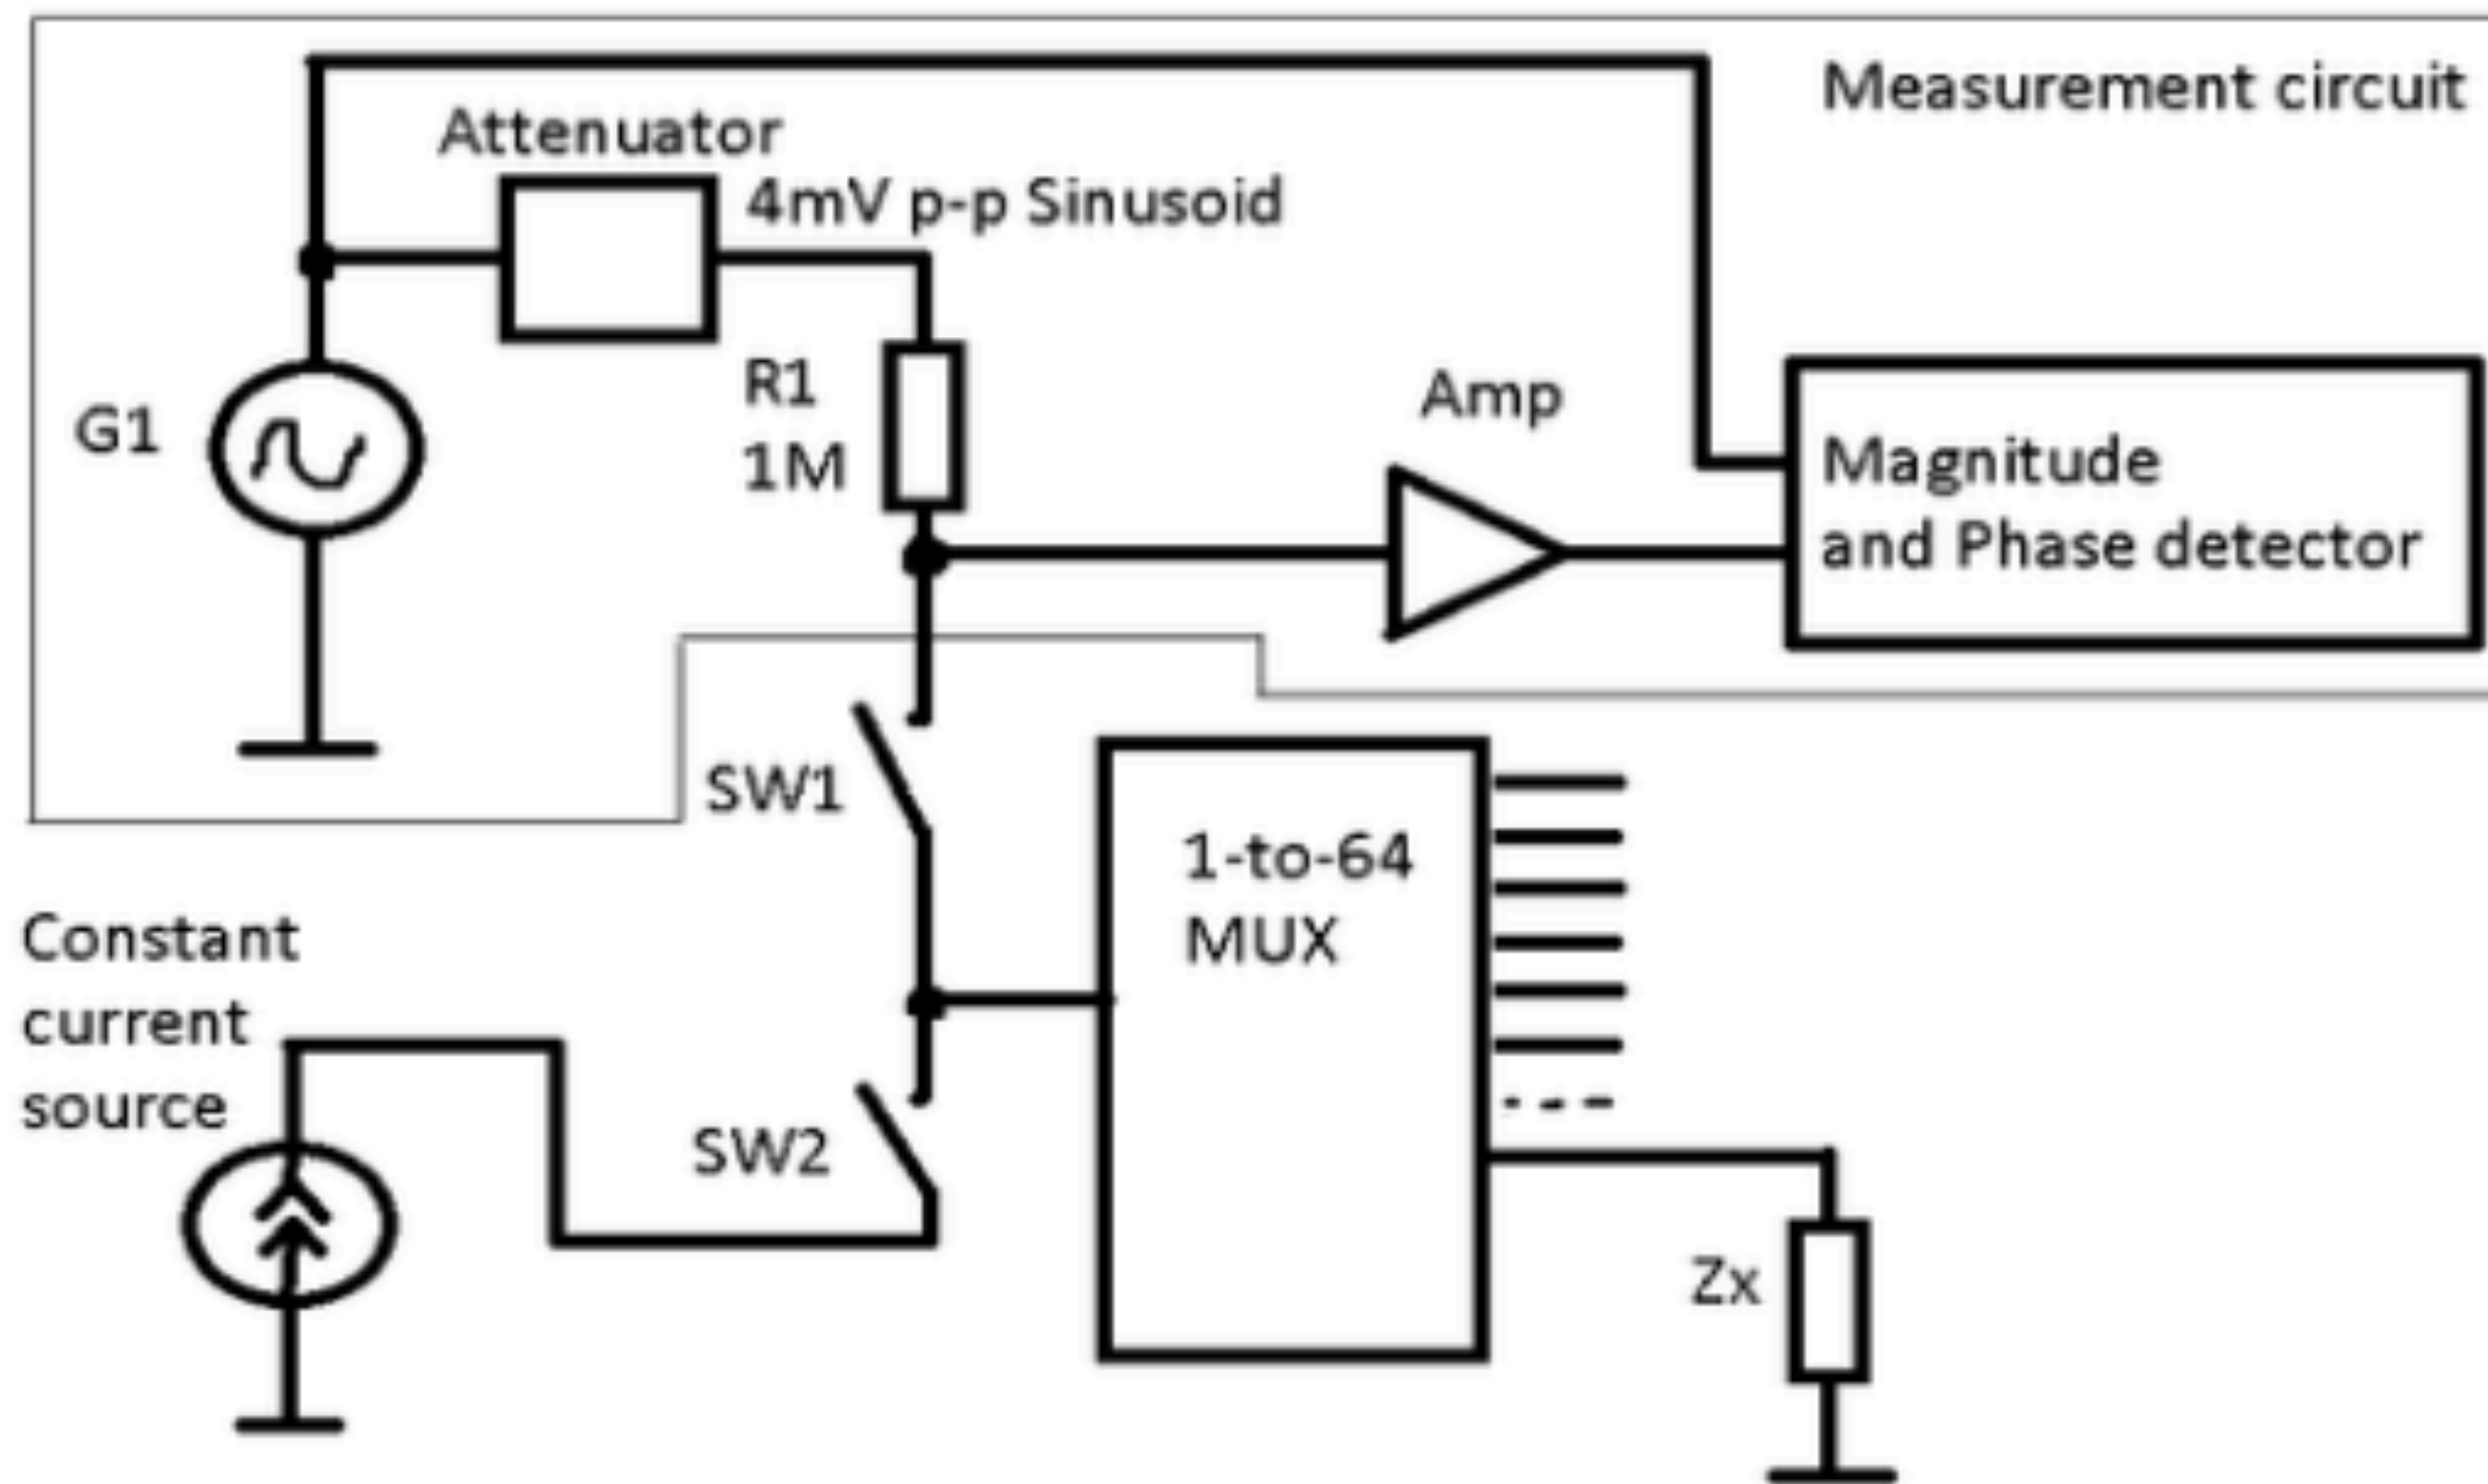 Measurement circuit
Attenuator
4mV p-p Sinusoid
G1
R1
1M
Amp
Magnitude
and Phase detector
SW1
1-to-64
MUX
Constant
current
source
SW2
Zx